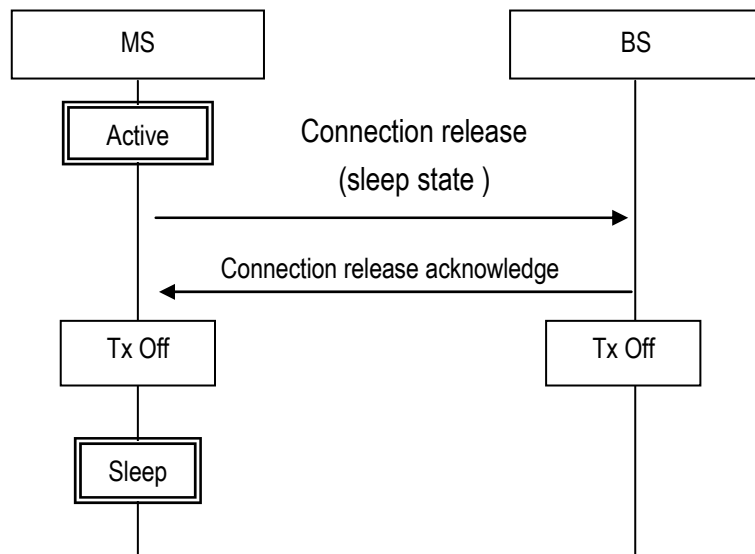 MS
BS
Active
Connection release
(sleep state )
Connection release acknowledge
Tx Off
Tx Off
Sleep